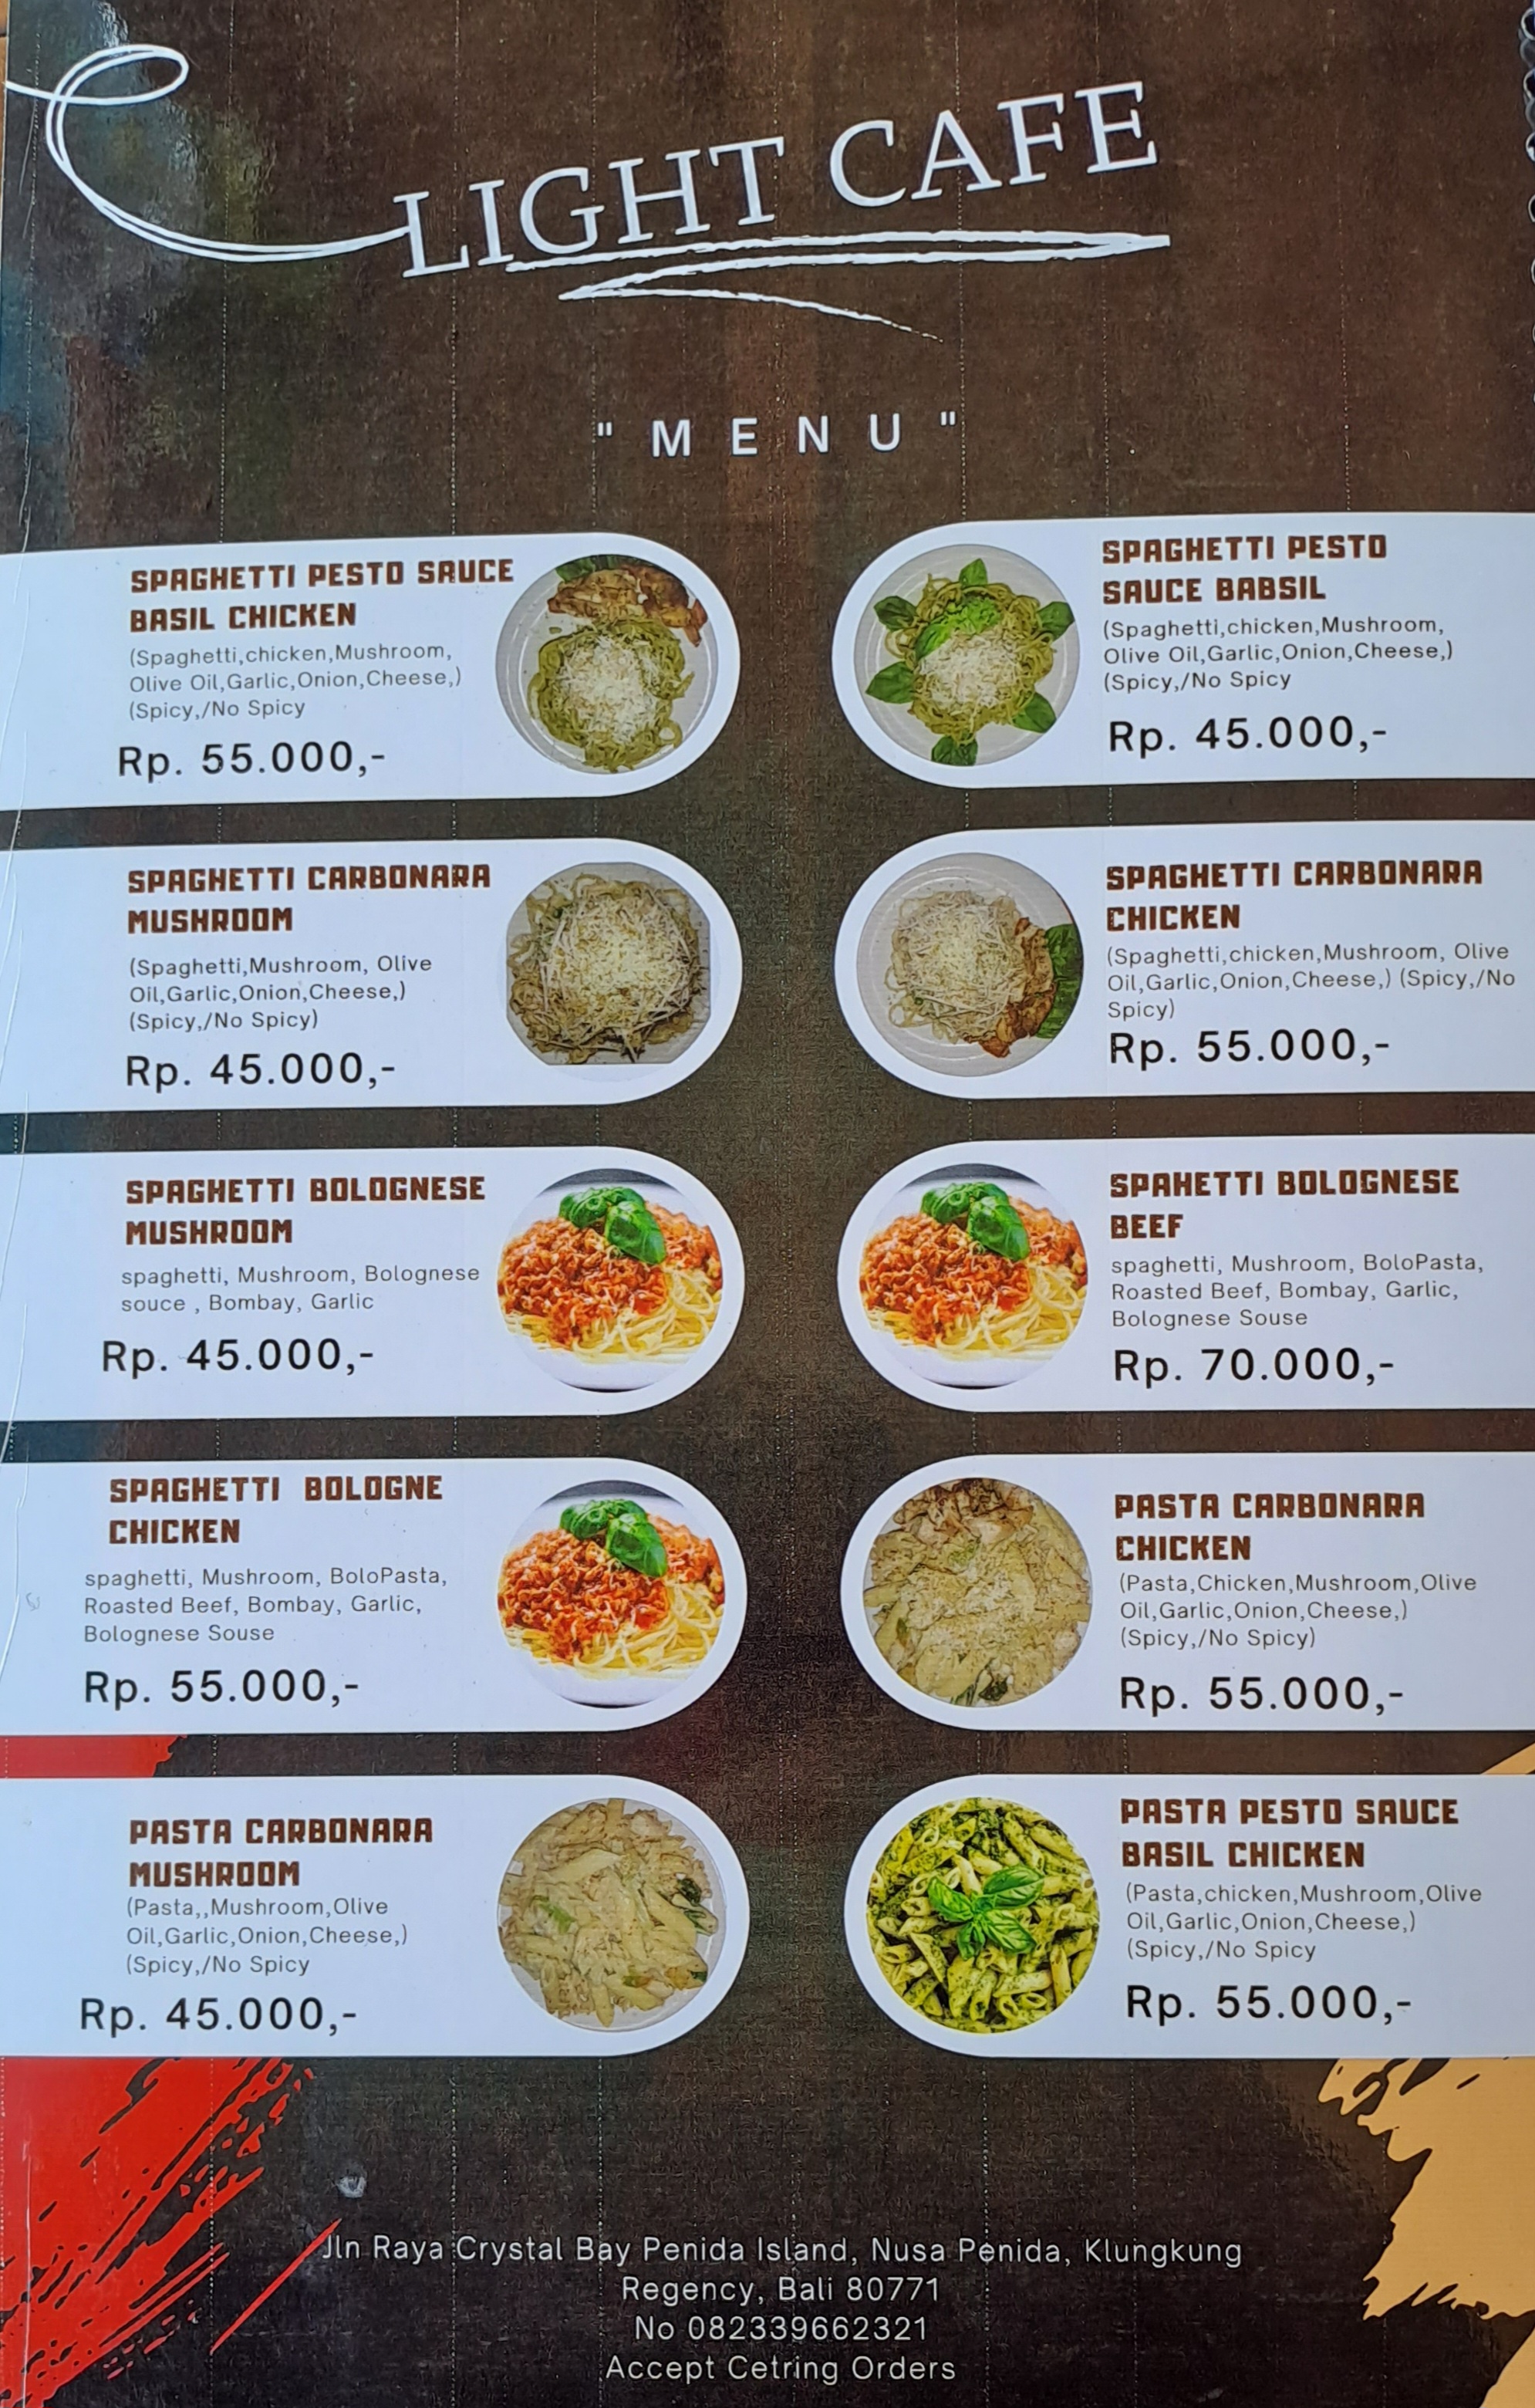 LIGHT CAFE
" M E N U "
SPAGHETTI PESTO SAUCE
BASIL CHICKEN
(Spaghetti,chicken,Mushroom,
Olive Oil,Garlic,Onion,Cheese,)
(Spicy,/No Spicy
Rp. 55.000,-
SPAGHETTI PESTO
SAUCE BABSIL
(Spaghetti,chicken,Mushroom,
Olive Oil,Garlic,Onion,Cheese,)
(Spicy,/No Spicy
Rp. 45.000,-
SPAGHETTI CARBONARA
MUSHROOM
(Spaghetti,Mushroom, Olive
Oil,Garlic,Onion,Cheese,)
(Spicy,/No Spicy)
Rp. 45.000,-
SPAGHETTI CARBONARA
CHICKEN
(Spaghetti,chicken,Mushroom, Olive
Oil,Garlic,Onion,Cheese,) (Spicy,/No
Spicy)
Rp. 55.000,-
SPAGHETTI BOLOGNESE
MUSHROOM
spaghetti, Mushroom, Bolognese
souce , Bombay, Garlic
Rp. 45.000,-
SPAHETTI BOLOGNESE
BEEF
spaghetti, Mushroom, BoloPasta,
Roasted Beef, Bombay, Garlic,
Bolognese Souse
Rp. 70.000,-
SPAGHETTI BOLOGNE
CHICKEN
spaghetti, Mushroom, BoloPasta,
Roasted Beef, Bombay, Garlic,
Bolognese Souse
Rp. 55.000,-
PASTA CARBONARA
CHICKEN
(Pasta,Chicken,Mushroom,Olive
Oil,Garlic,Onion,Cheese,)
(Spicy,/No Spicy)
Rp. 55.000,-
PASTA CARBONARA
MUSHROOM
(Pasta,,Mushroom,Olive
Oil,Garlic,Onion,Cheese,)
(Spicy,/No Spicy
Rp. 45.000,-
PASTA PESTO SAUCE
BASIL CHICKEN
(Pasta,chicken,Mushroom,Olive
Oil,Garlic,Onion,Cheese,)
(Spicy,/No Spicy
Rp. 55.000,-
Jln Raya Crystal Bay Penida Island, Nusa Penida, Klungkung
Regency, Bali 80771
No 082339662321
Accept Cetring Orders